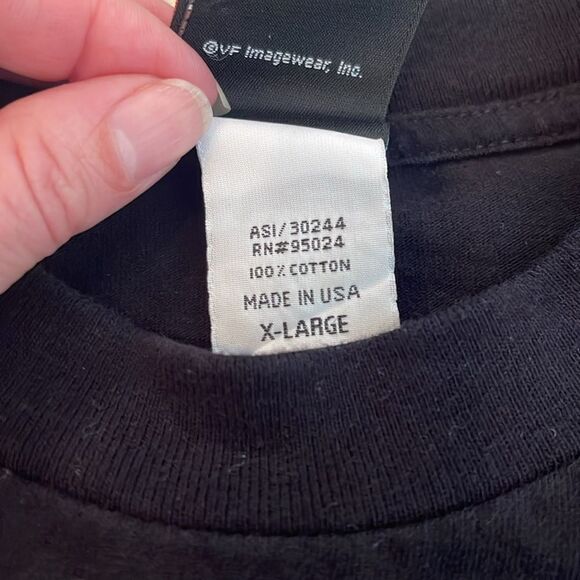 ©VF Imagewear, Inc.
ASI/30244
RN#95024
100% COTTON
MADE IN USA
X-LARGE